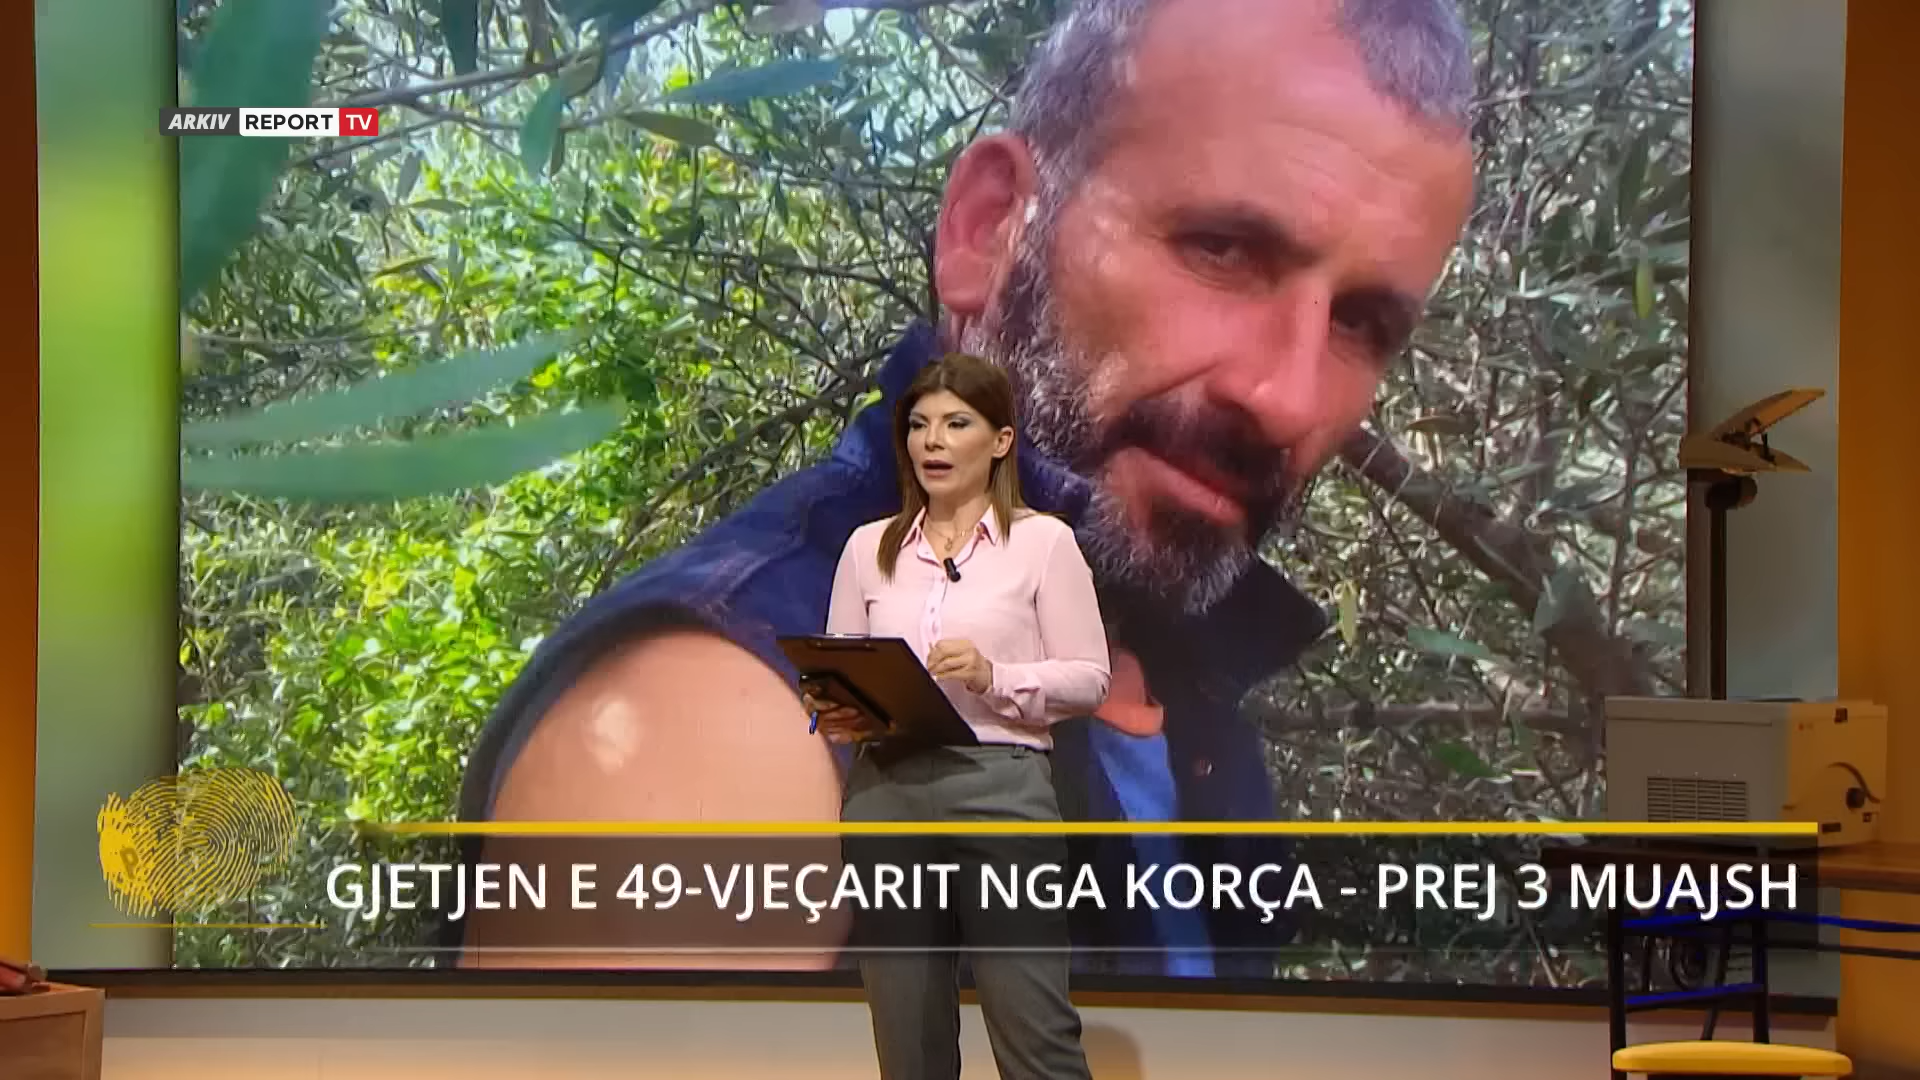 ARKIV REPORT TV
GJETJEN E 49-VJEÇARIT NGA KORÇA - PREJ 3 MUAJSH